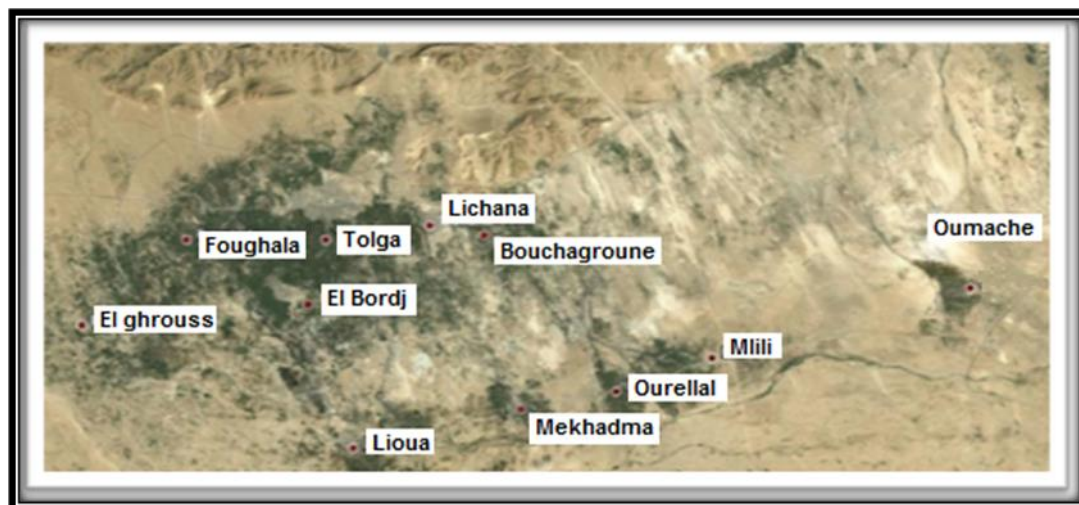 Lichana
Foughala
Tolga
Bouchagroune
Oumache
El Bordj
El ghrouss
Mlili
Ourellal
Mekhadma
Lioua